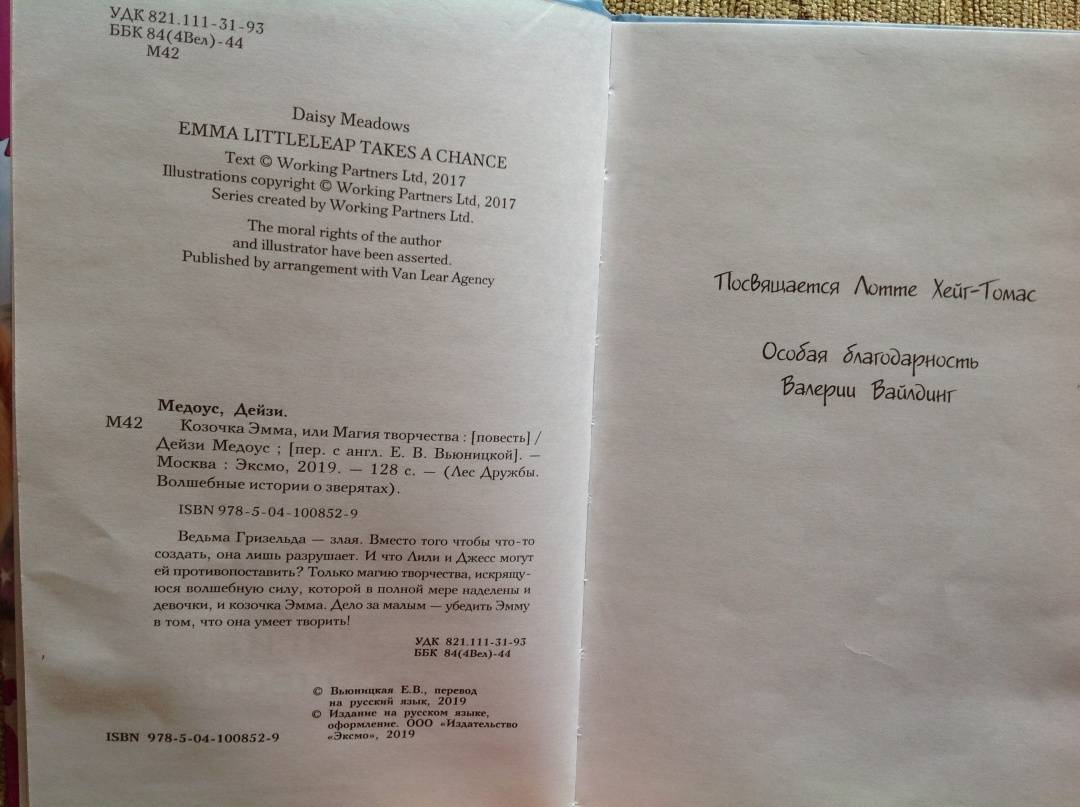 УДК 821.111-31-93
ББК 84(4Вел)-44
М42
Daisy Meadows
EMMA LITTLELEAP TAKES A CHANCE
Text © Working Partners Ltd, 2017
Illustrations copyright © Working Partners Ltd, 2017
Series created by Working Partners Ltd.
The moral rights of the author
and illustrator have been asserted.
Published by arrangement with Van Lear Agency
Медоус, Дейзи.
М42 Козочка Эмма, или Магия творчества : [повесть] /
Дейзи Медоус ; [пер. с англ. Е. В. Вьюницкой]. —
Москва : Эксмо, 2019. — 128 с. — (Лес Дружбы.
Волшебные истории о зверятах).
ISBN 978-5-04-100852-9
Ведьма Гризельда — злая. Вместо того чтобы что-то
создать, она лишь разрушает. И что Лили и Джесс могут
ей противопоставить? Только магию творчества, искрящу-
юся волшебную силу, которой в полной мере наделены и
девочки, и козочка Эмма. Дело за малым — убедить Эмму
в том, что она умеет творить!
УДК 821.111-31-93
ББК 84(4Вел)-44
© Вьюницкая Е.В., перевод
на русский язык, 2019
© Издание на русском языке,
оформление. ООО «Издательство
«Эксмо», 2019
ISBN 978-5-04-100852-9
Посвящается Лотте Хейг-Томас
Особая благодарность
Валерии Вайлдинг